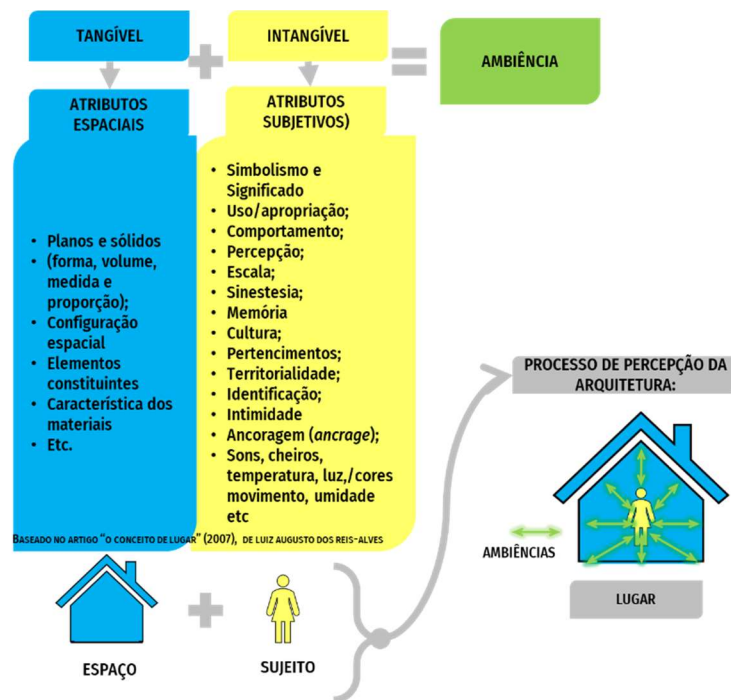 TANGÍVEL
INTANGÍVEL
AMBIÊNCIA
ATRIBUTOS
ESPACIAIS
ATRIBUTOS
SUBJETIVOS)
• Planos e sólidos
• (forma, volume,
medida e
proporção);
• Configuração
espacial
• Elementos
constituintes
• Característica dos
materiais
• Etc.
• Simbolismo e
Significado
• Uso/apropriação;
• Comportamento;
• Percepção;
• Escala;
• Sinestesia;
• Memória
• Cultura;
• Pertencimentos;
• Territorialidade;
• Identificação;
• Intimidade
• Ancoragem (ancrage);
• Sons, cheiros,
temperatura, luz,/cores
movimento, umidade
etc
BASEADO NO ARTIGO “O CONCEITO DE LUGAR” (2007), DE LUIZ AUGUSTO DOS REIS-ALVES
ESPAÇO
SUJEITO
PROCESSO DE PERCEPÇÃO DA
ARQUITETURA:
AMBIÊNCIAS
LUGAR